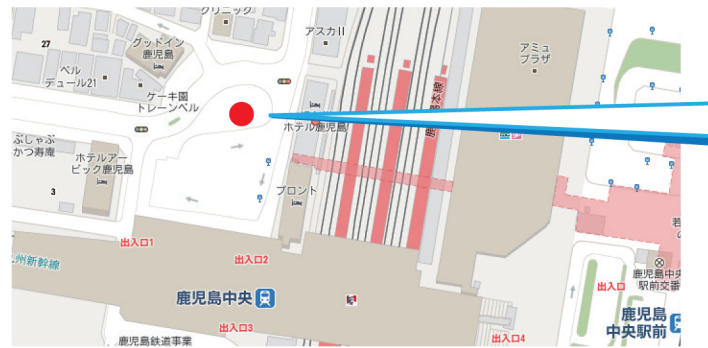 クリニック
アスカII
27
グッドイン
鹿児島
アミュ
プラザ
ベル
デュール21
ケーキ園
トレーンベル
ホテル鹿児島
ぶしゃぶ
かつ寿庵
ホテルアー
ビック鹿児島
3
プロント
出入口1
九州新幹線
出入口2
鹿児島中央
出入口
鹿児島中央
駅前交番
鹿児島
中央駅前
出入口3
出入口4
鹿児島鉄道事業